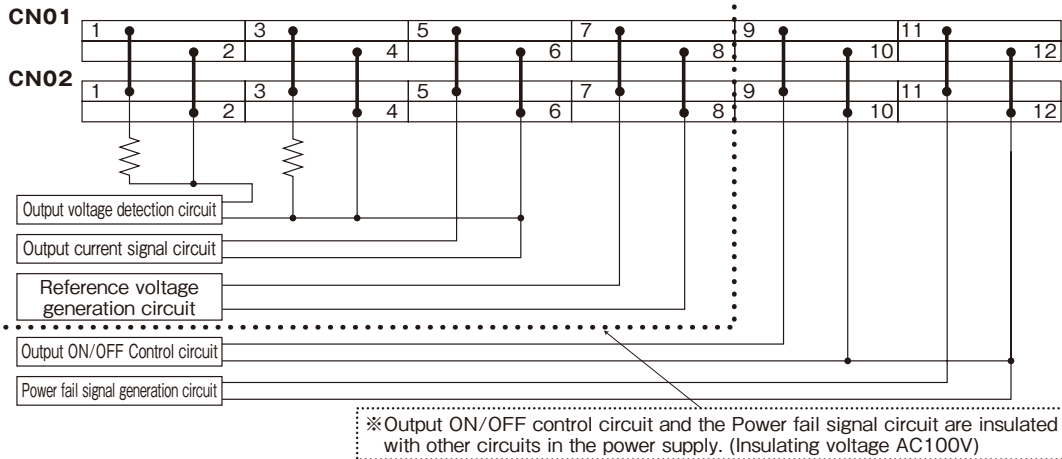 CN01
1 3 5 7 9 11
2 4 6 8 10 12
CN02
1 3 5 7 9 11
2 4 6 8 10 12
Output voltage detection circuit
Output current signal circuit
Reference voltage
generation circuit
Output ON/OFF Control circuit
Power fail signal generation circuit
※Output ON/OFF control circuit and the Power fail signal circuit are insulated
with other circuits in the power supply. (Insulating voltage AC100V)